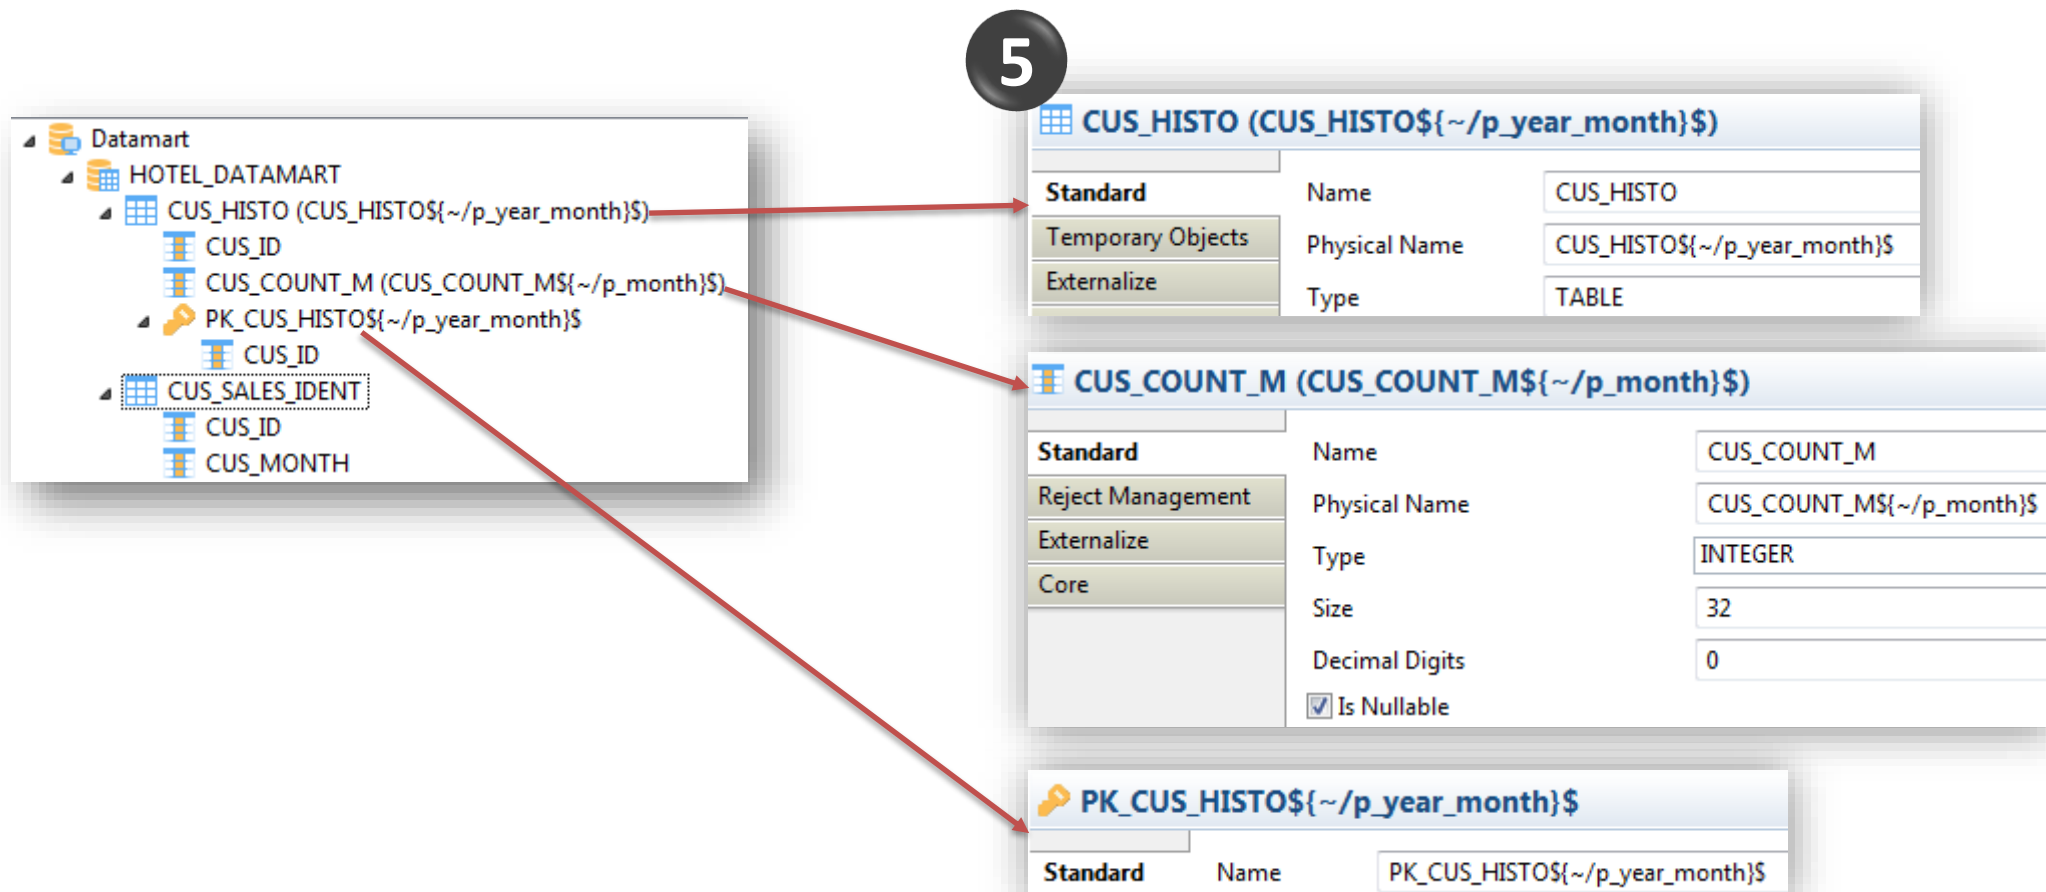 5
Datamart
HOTEL_DATAMART
CUS_HISTO (CUS_HISTO${~/p_year_month}$)
CUS_ID
CUS_COUNT_M (CUS_COUNT_M${~/p_month}$)
PK_CUS_HISTO${~/p_year_month}$
CUS_ID
CUS_SALES_IDENT
CUS_ID
CUS_MONTH
CUS_HISTO (CUS_HISTO${~/p_year_month}$)
Standard
Temporary Objects
Externalize
Name CUS_HISTO
Physical Name CUS_HISTO${~/p_year_month}$
Type TABLE
CUS_COUNT_M (CUS_COUNT_M${~/p_month}$)
Standard
Reject Management
Externalize
Core
Name CUS_COUNT_M
Physical Name CUS_COUNT_M${~/p_month}$
Type INTEGER
Size 32
Decimal Digits 0
Is Nullable
PK_CUS_HISTO${~/p_year_month}$
Standard
Name PK_CUS_HISTO${~/p_year_month}$